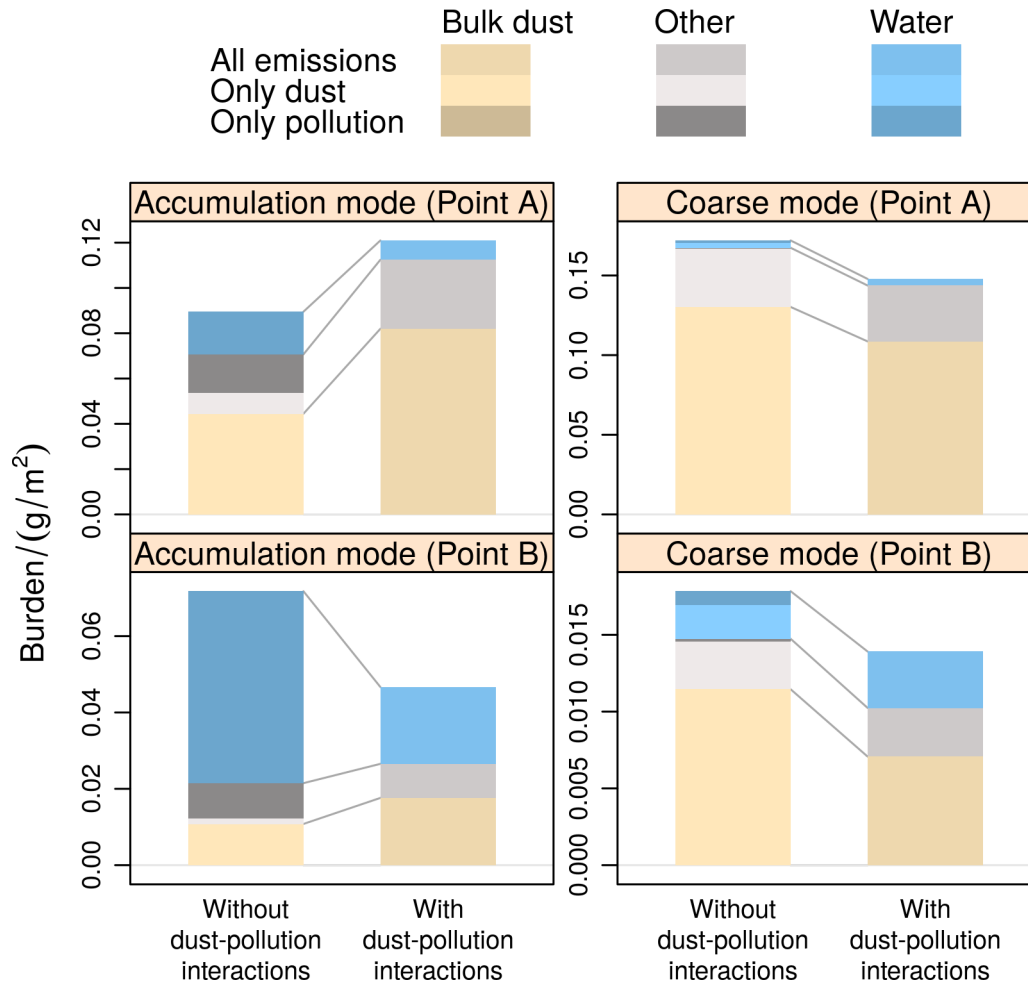 Bulk dust Other Water
All emissions
Only dust
Only pollution
Accumulation mode (Point A) Coarse mode (Point A)
0.00 0.04 0.08 0.12
0.00 0.05 0.10 0.15
Burden/(g/m²)
Accumulation mode (Point B) Coarse mode (Point B)
0.00 0.02 0.04 0.06
0.000 0.005 0.010 0.015
Without dust-pollution interactions
With dust-pollution interactions
Without dust-pollution interactions
With dust-pollution interactions